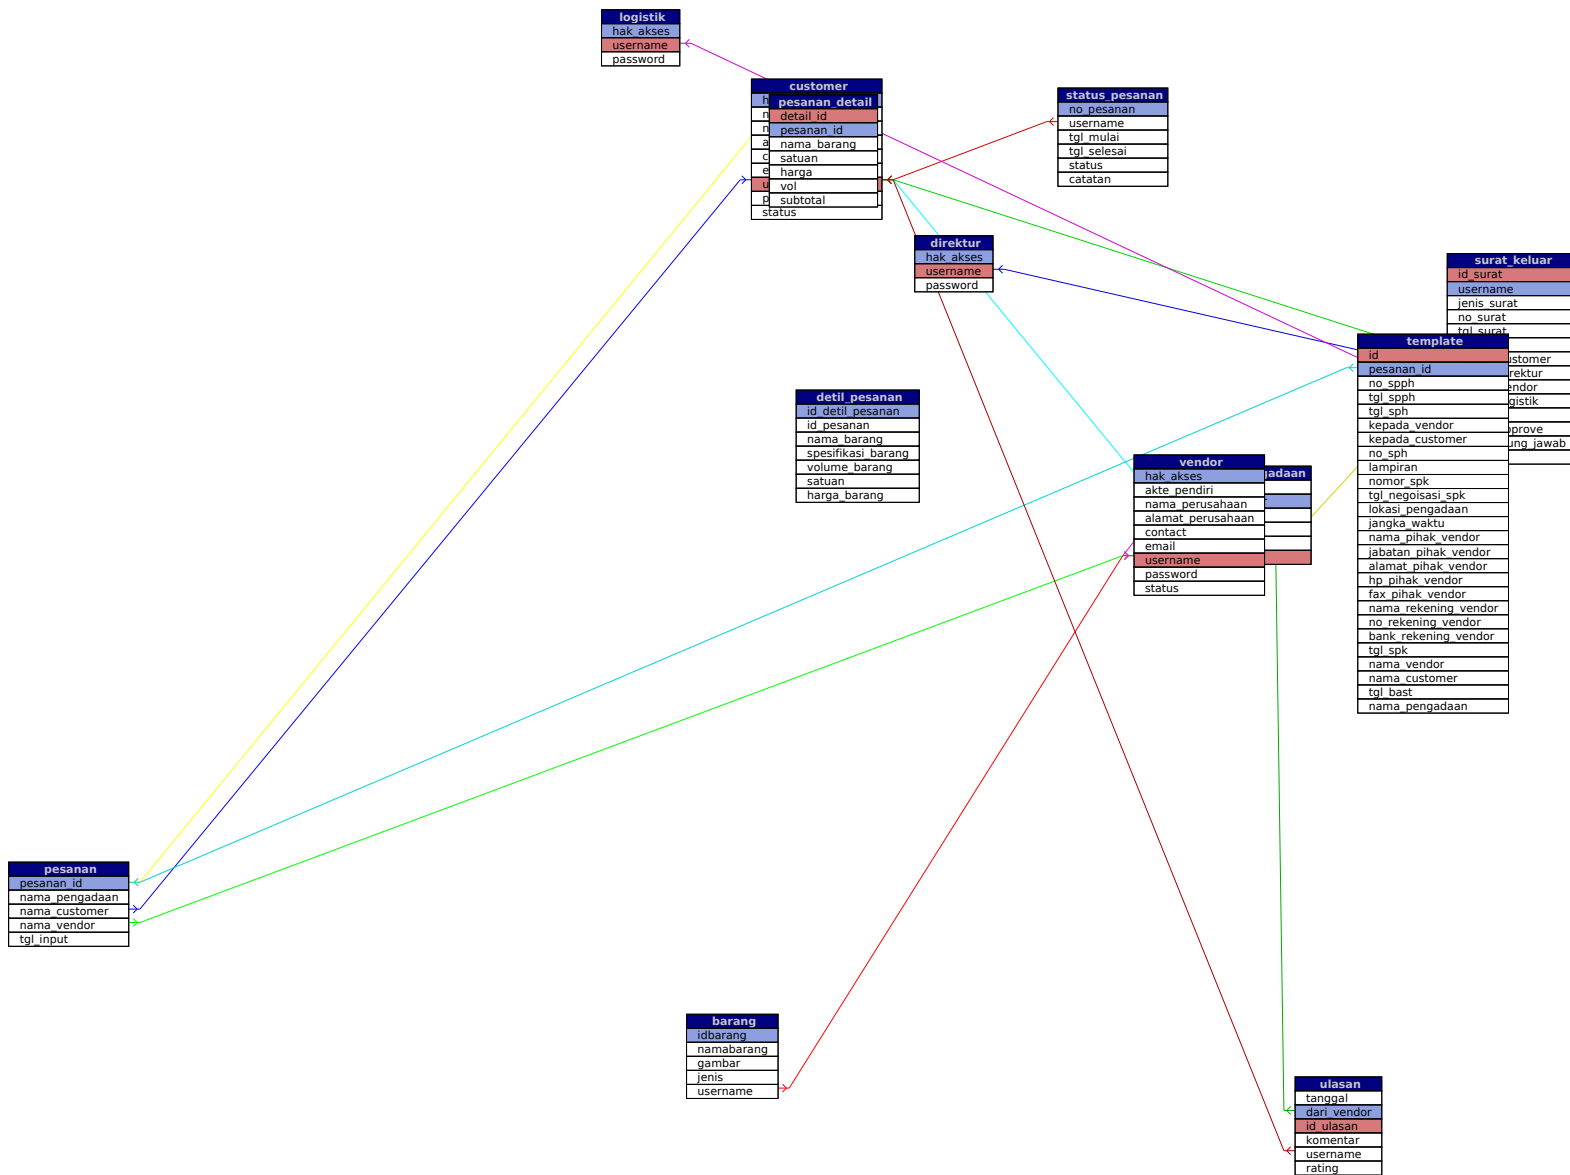 logistik
hak_akses
username
password
customer
status
pesanan_detail
detail_id
pesanan_id
nama_barang
satuan
harga
vol
subtotal
status_pesanan
no_pesanan
username
tgl_mulai
tgl_selesai
status
catatan
direktur
hak_akses
username
password
surat_keluar
id_surat
username
jenis_surat
no_surat
tgl_surat
template
id
pesanan_id
no_spph
tgl_spph
tgl_sph
kepada_vendor
kepada_customer
no_sph
lampiran
nomor_spk
tgl_negoisasi_spk
lokasi_pengadaan
jangka_waktu
nama_pihak_vendor
jabatan_pihak_vendor
alamat_pihak_vendor
hp_pihak_vendor
fax_pihak_vendor
nama_rekening_vendor
no_rekening_vendor
bank_rekening_vendor
tgl_spk
nama_vendor
nama_customer
tgl_bast
nama_pengadaan
detil_pesanan
id_detil_pesanan
id_pesanan
nama_barang
spesifikasi_barang
volume_barang
satuan
harga_barang
vendor
hak_akses
akte_pendiri
nama_perusahaan
alamat_perusahaan
contact
email
username
password
status
pesanan
pesanan_id
nama_pengadaan
nama_customer
nama_vendor
tgl_input
barang
idbarang
namabarang
gambar
jenis
username
ulasan
tanggal
dari_vendor
id_ulasan
komentar
username
rating